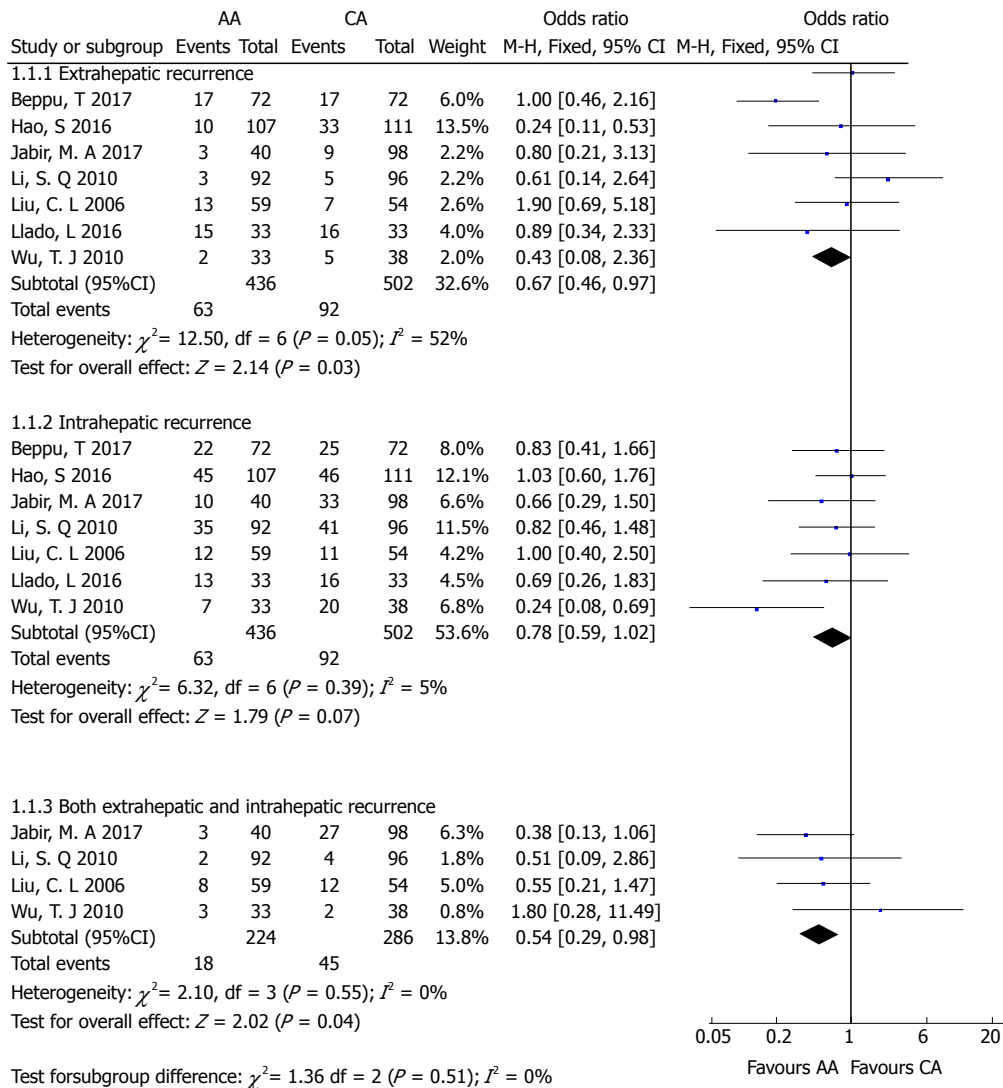 AA CA Odds ratio Odds ratio
Study or subgroup Events Total Events Total Weight M-H, Fixed, 95% CI M-H, Fixed, 95% CI
1.1.1 Extrahepatic recurrence
Beppu, T 2017 17 72 17 72 6.0% 1.00 [0.46, 2.16]
Hao, S 2016 10 107 33 111 13.5% 0.24 [0.11, 0.53]
Jabir, M. A 2017 3 40 9 98 2.2% 0.80 [0.21, 3.13]
Li, S. Q 2010 3 92 5 96 2.2% 0.61 [0.14, 2.64]
Liu, C. L 2006 13 59 7 54 2.6% 1.90 [0.69, 5.18]
Llado, L 2016 15 33 16 33 4.0% 0.89 [0.34, 2.33]
Wu, T. J 2010 2 33 5 38 2.0% 0.43 [0.08, 2.36]
Subtotal (95%CI) 436 502 32.6% 0.67 [0.46, 0.97]
Total events 63 92
Heterogeneity: χ²= 12.50, df = 6 (P = 0.05); I² = 52%
Test for overall effect: Z = 2.14 (P = 0.03)
1.1.2 Intrahepatic recurrence
Beppu, T 2017 22 72 25 72 8.0% 0.83 [0.41, 1.66]
Hao, S 2016 45 107 46 111 12.1% 1.03 [0.60, 1.76]
Jabir, M. A 2017 10 40 33 98 6.6% 0.66 [0.29, 1.50]
Li, S. Q 2010 35 92 41 96 11.5% 0.82 [0.46, 1.48]
Liu, C. L 2006 12 59 11 54 4.2% 1.00 [0.40, 2.50]
Llado, L 2016 13 33 16 33 4.5% 0.69 [0.26, 1.83]
Wu, T. J 2010 7 33 20 38 6.8% 0.24 [0.08, 0.69]
Subtotal (95%CI) 436 502 53.6% 0.78 [0.59, 1.02]
Total events 63 92
Heterogeneity: χ²= 6.32, df = 6 (P = 0.39); I² = 5%
Test for overall effect: Z = 1.79 (P = 0.07)
1.1.3 Both extrahepatic and intrahepatic recurrence
Jabir, M. A 2017 3 40 27 98 6.3% 0.38 [0.13, 1.06]
Li, S. Q 2010 2 92 4 96 1.8% 0.51 [0.09, 2.86]
Liu, C. L 2006 8 59 12 54 5.0% 0.55 [0.21, 1.47]
Wu, T. J 2010 3 33 2 38 0.8% 1.80 [0.28, 11.49]
Subtotal (95%CI) 224 286 13.8% 0.54 [0.29, 0.98]
Total events 18 45
Heterogeneity: χ²= 2.10, df = 3 (P = 0.55); I² = 0%
Test for overall effect: Z = 2.02 (P = 0.04)
0.05 0.2 1 6 20
Favours AA Favours CA
Test forsubgroup difference: χ²= 1.36 df = 2 (P = 0.51); I² = 0%